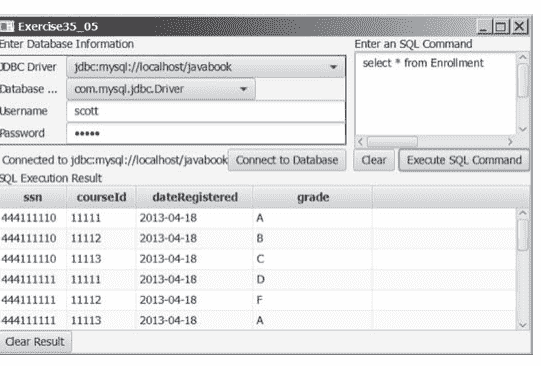 Exercise35_05
Enter Database Information
JDBC Driver jdbc:mysql://localhost/javabook
Database ... com.mysql.jdbc.Driver
Username scott
Password •••••
Connected to jdbc:mysql://localhost/javabook Connect to Database
Enter an SQL Command
select * from Enrollment
Clear Execute SQL Command
SQL Execution Result
ssn courseId dateRegistered grade
444111110 11111 2013-04-18 A
444111110 11112 2013-04-18 B
444111110 11113 2013-04-18 C
444111111 11111 2013-04-18 D
444111111 11112 2013-04-18 F
444111111 11113 2013-04-18 A
Clear Result